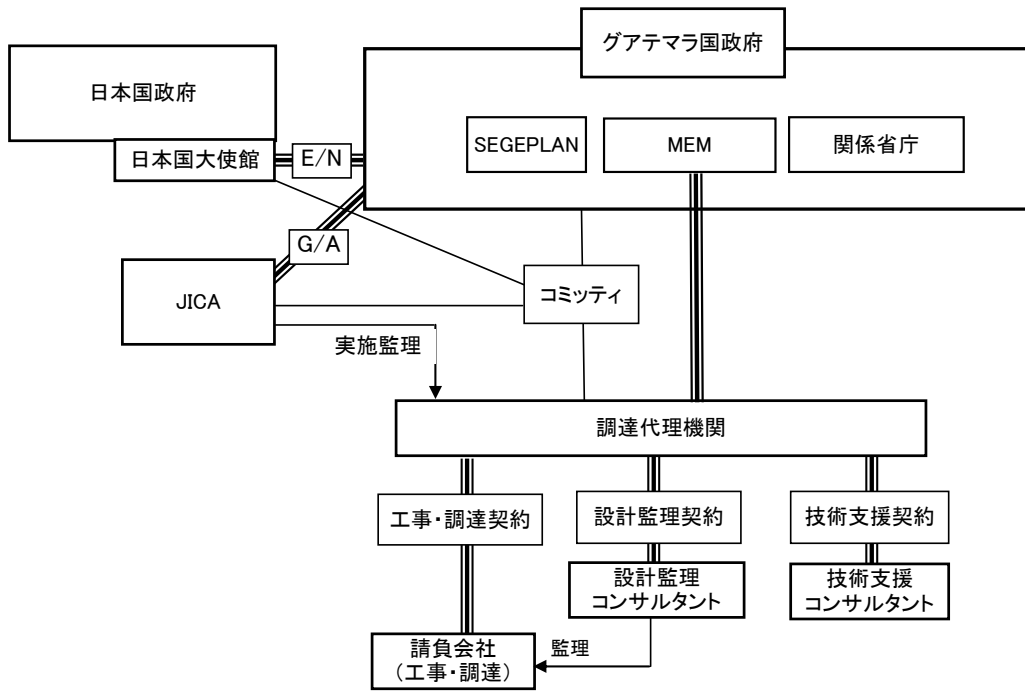 グアテマラ国政府
日本国政府
SEGEPLAN
MEM
関係省庁
日本国大使館
E/N
G/A
JICA
コミッティ
実施監理
調達代理機関
工事・調達契約
設計監理契約
技術支援契約
設計監理
コンサルタント
技術支援
コンサルタント
請負会社
(工事・調達)
監理